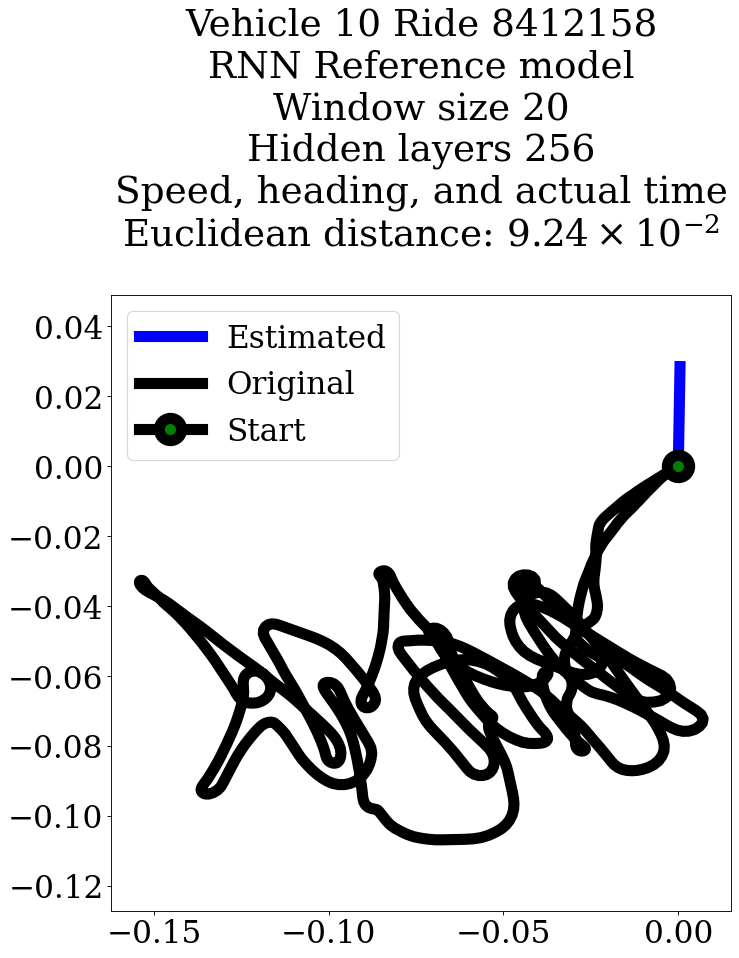 Vehicle 10 Ride 8412158
RNN Reference model
Window size 20
Hidden layers 256
Speed, heading, and actual time
Euclidean distance: 9.24 × 10⁻²
Estimated
Original
Start
0.04
0.02
0.00
−0.02
−0.04
−0.06
−0.08
−0.10
−0.12
−0.15 −0.10 −0.05 0.00